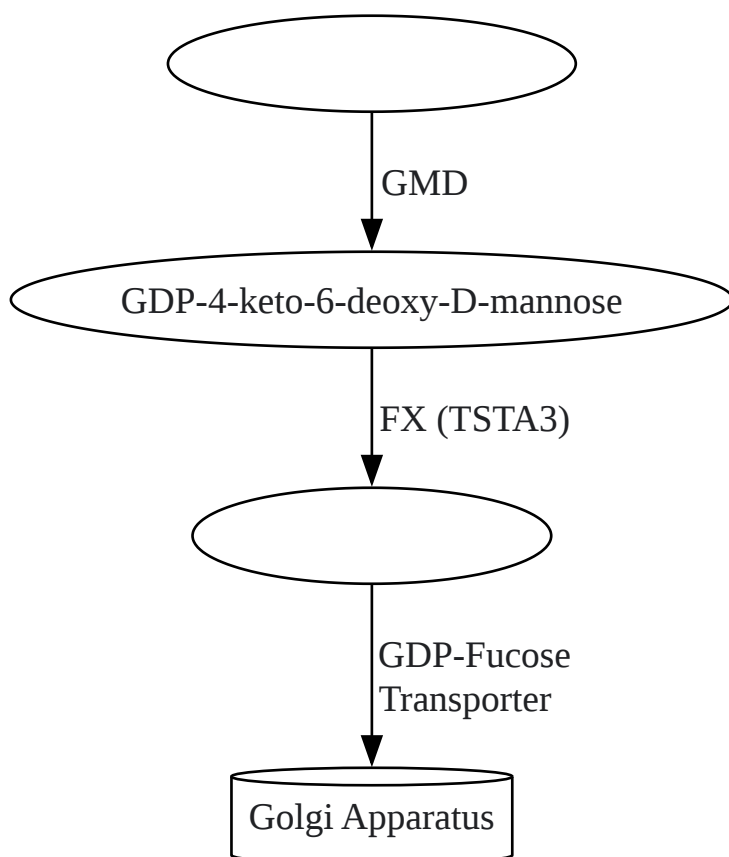 GMD
GDP-4-keto-6-deoxy-D-mannose
FX (TSTA3)
GDP-Fucose
Transporter
Golgi Apparatus